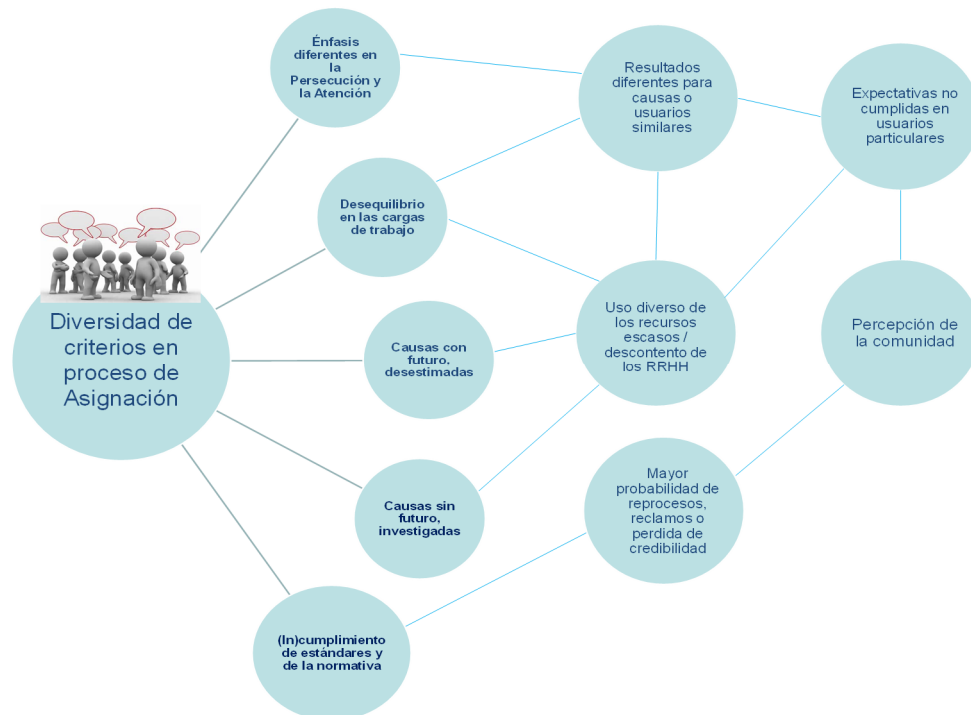 Énfasis
diferentes en
la
Persecución y
la Atención
Resultados
diferentes para
causas o
usuarios
similares
Expectativas no
cumplidas en
usuarios
particulares
Desequilibrio
en las cargas
de trabajo
Diversidad de
criterios en
proceso de
Asignación
Causas con
futuro,
desestimadas
Uso diverso de
los recursos
escasos /
descontento de
los RRHH
Percepción de
la comunidad
Causas sin
futuro,
investigadas
Mayor
probabilidad de
reprocesos,
reclamos o
perdida de
credibilidad
(In)cumplimiento
de estándares y
de la normativa